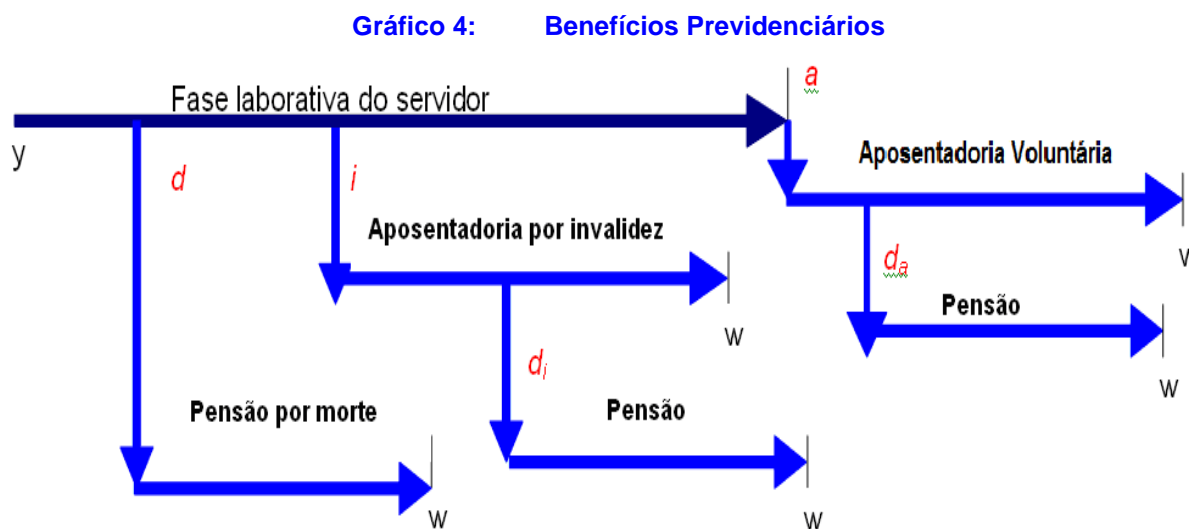 Gráfico 4: Benefícios Previdenciários
a
Fase laborativa do servidor
y
Aposentadoria Voluntária
d
i
Aposentadoria por invalidez
da
Pensão
w
w
di
Pensão por morte
Pensão
w
w